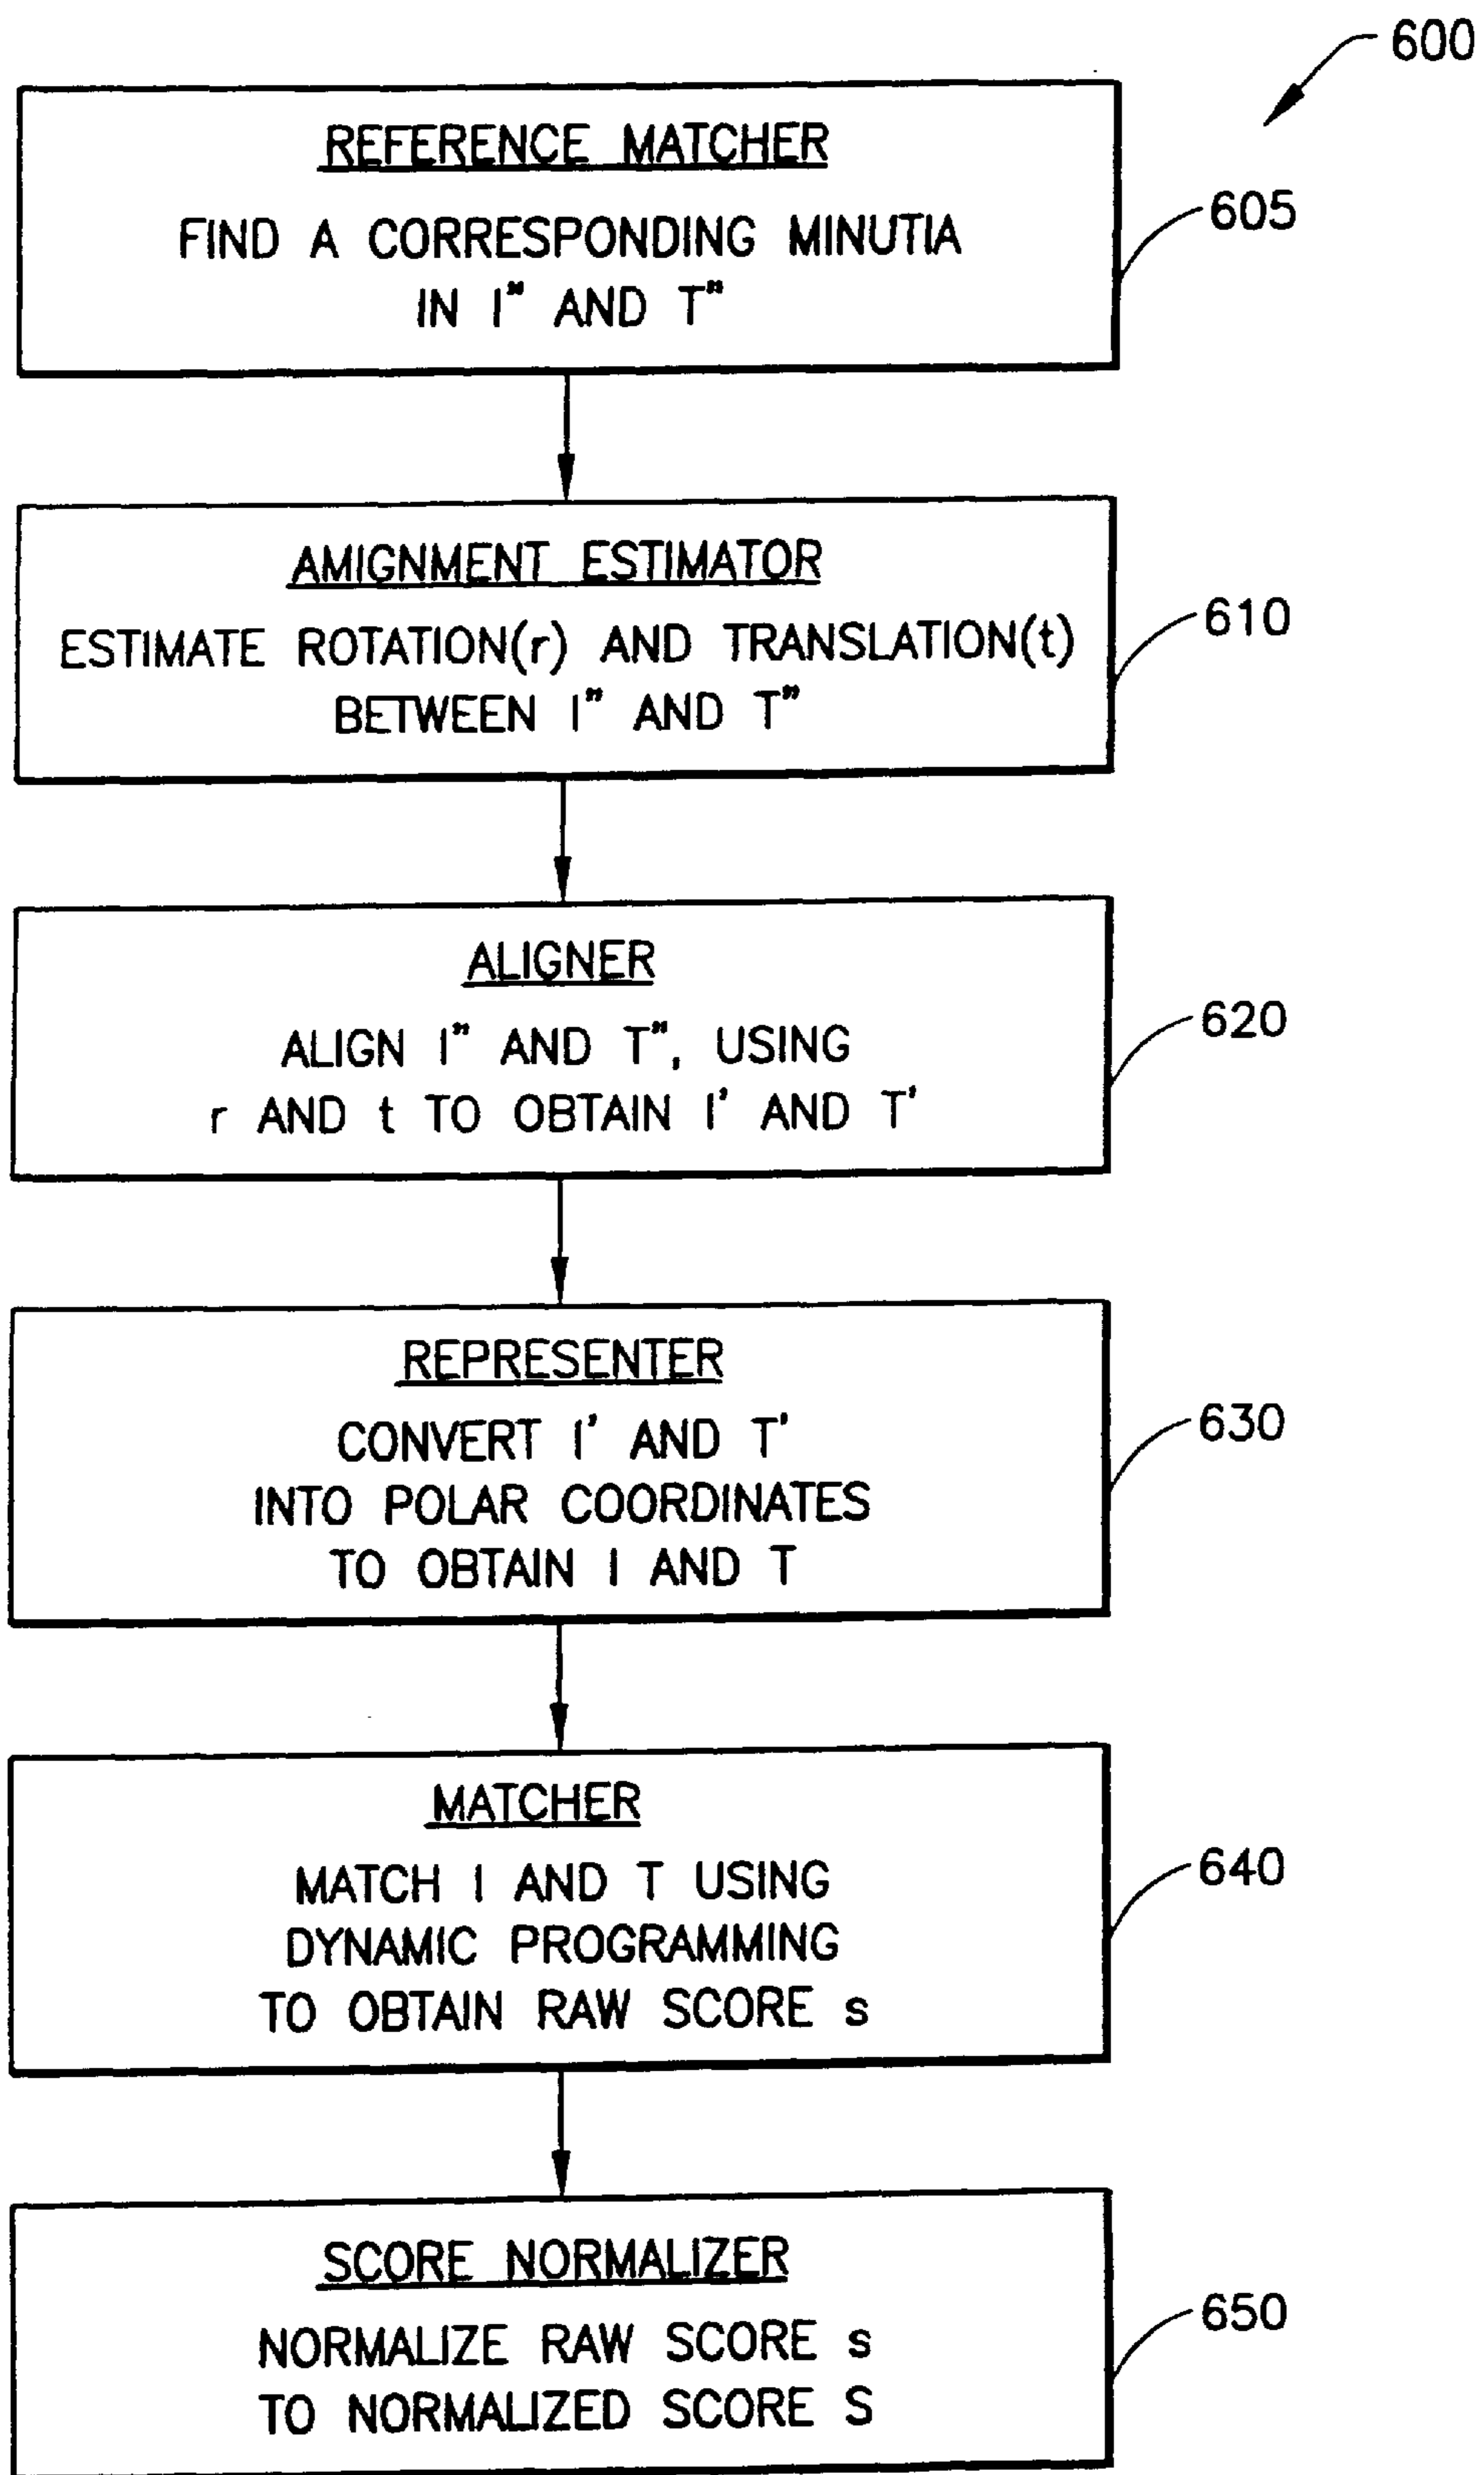 600
REFERENCE MATCHER
FIND A CORRESPONDING MINUTIA
IN I" AND T"
605
AMIGNMENT ESTIMATOR
ESTIMATE ROTATION(r) AND TRANSLATION(t)
BETWEEN I" AND T"
610
ALIGNER
ALIGN I" AND T", USING
r AND t TO OBTAIN I' AND T'
620
REPRESENTER
CONVERT I' AND T'
INTO POLAR COORDINATES
TO OBTAIN I AND T
630
MATCHER
MATCH I AND T USING
DYNAMIC PROGRAMMING
TO OBTAIN RAW SCORE s
640
SCORE NORMALIZER
NORMALIZE RAW SCORE s
TO NORMALIZED SCORE S
650